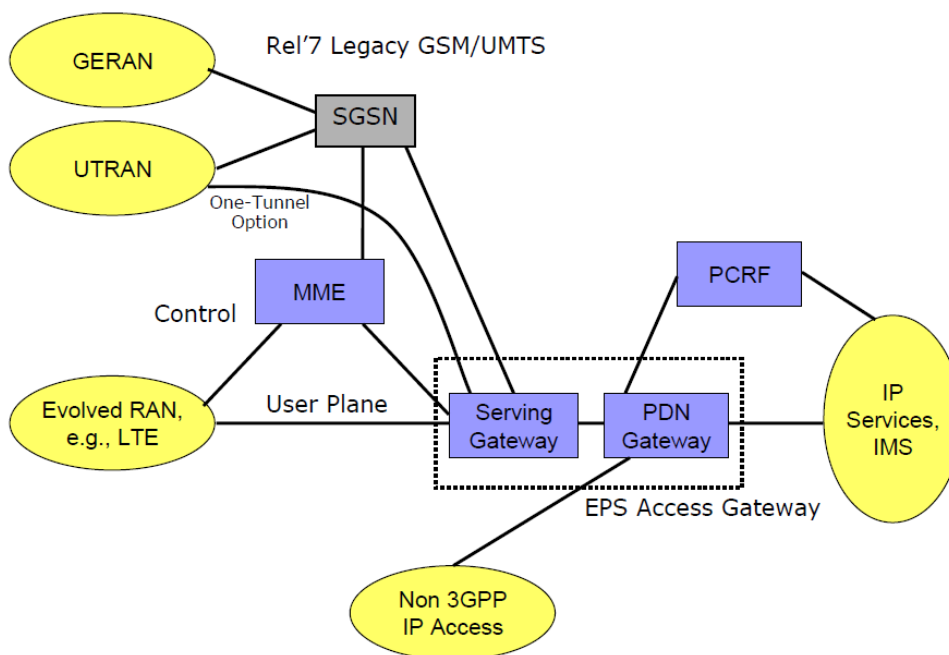 GERAN
Rel'7 Legacy GSM/UMTS
SGSN
UTRAN
One-Tunnel
Option
MME
PCRF
Control
Evolved RAN,
e.g., LTE
User Plane
Serving
Gateway
PDN
Gateway
IP
Services,
IMS
EPS Access Gateway
Non 3GPP
IP Access